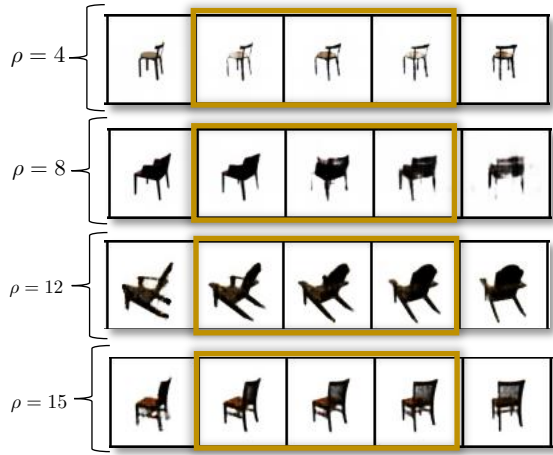 ρ = 4
ρ = 8
ρ = 12
ρ = 15